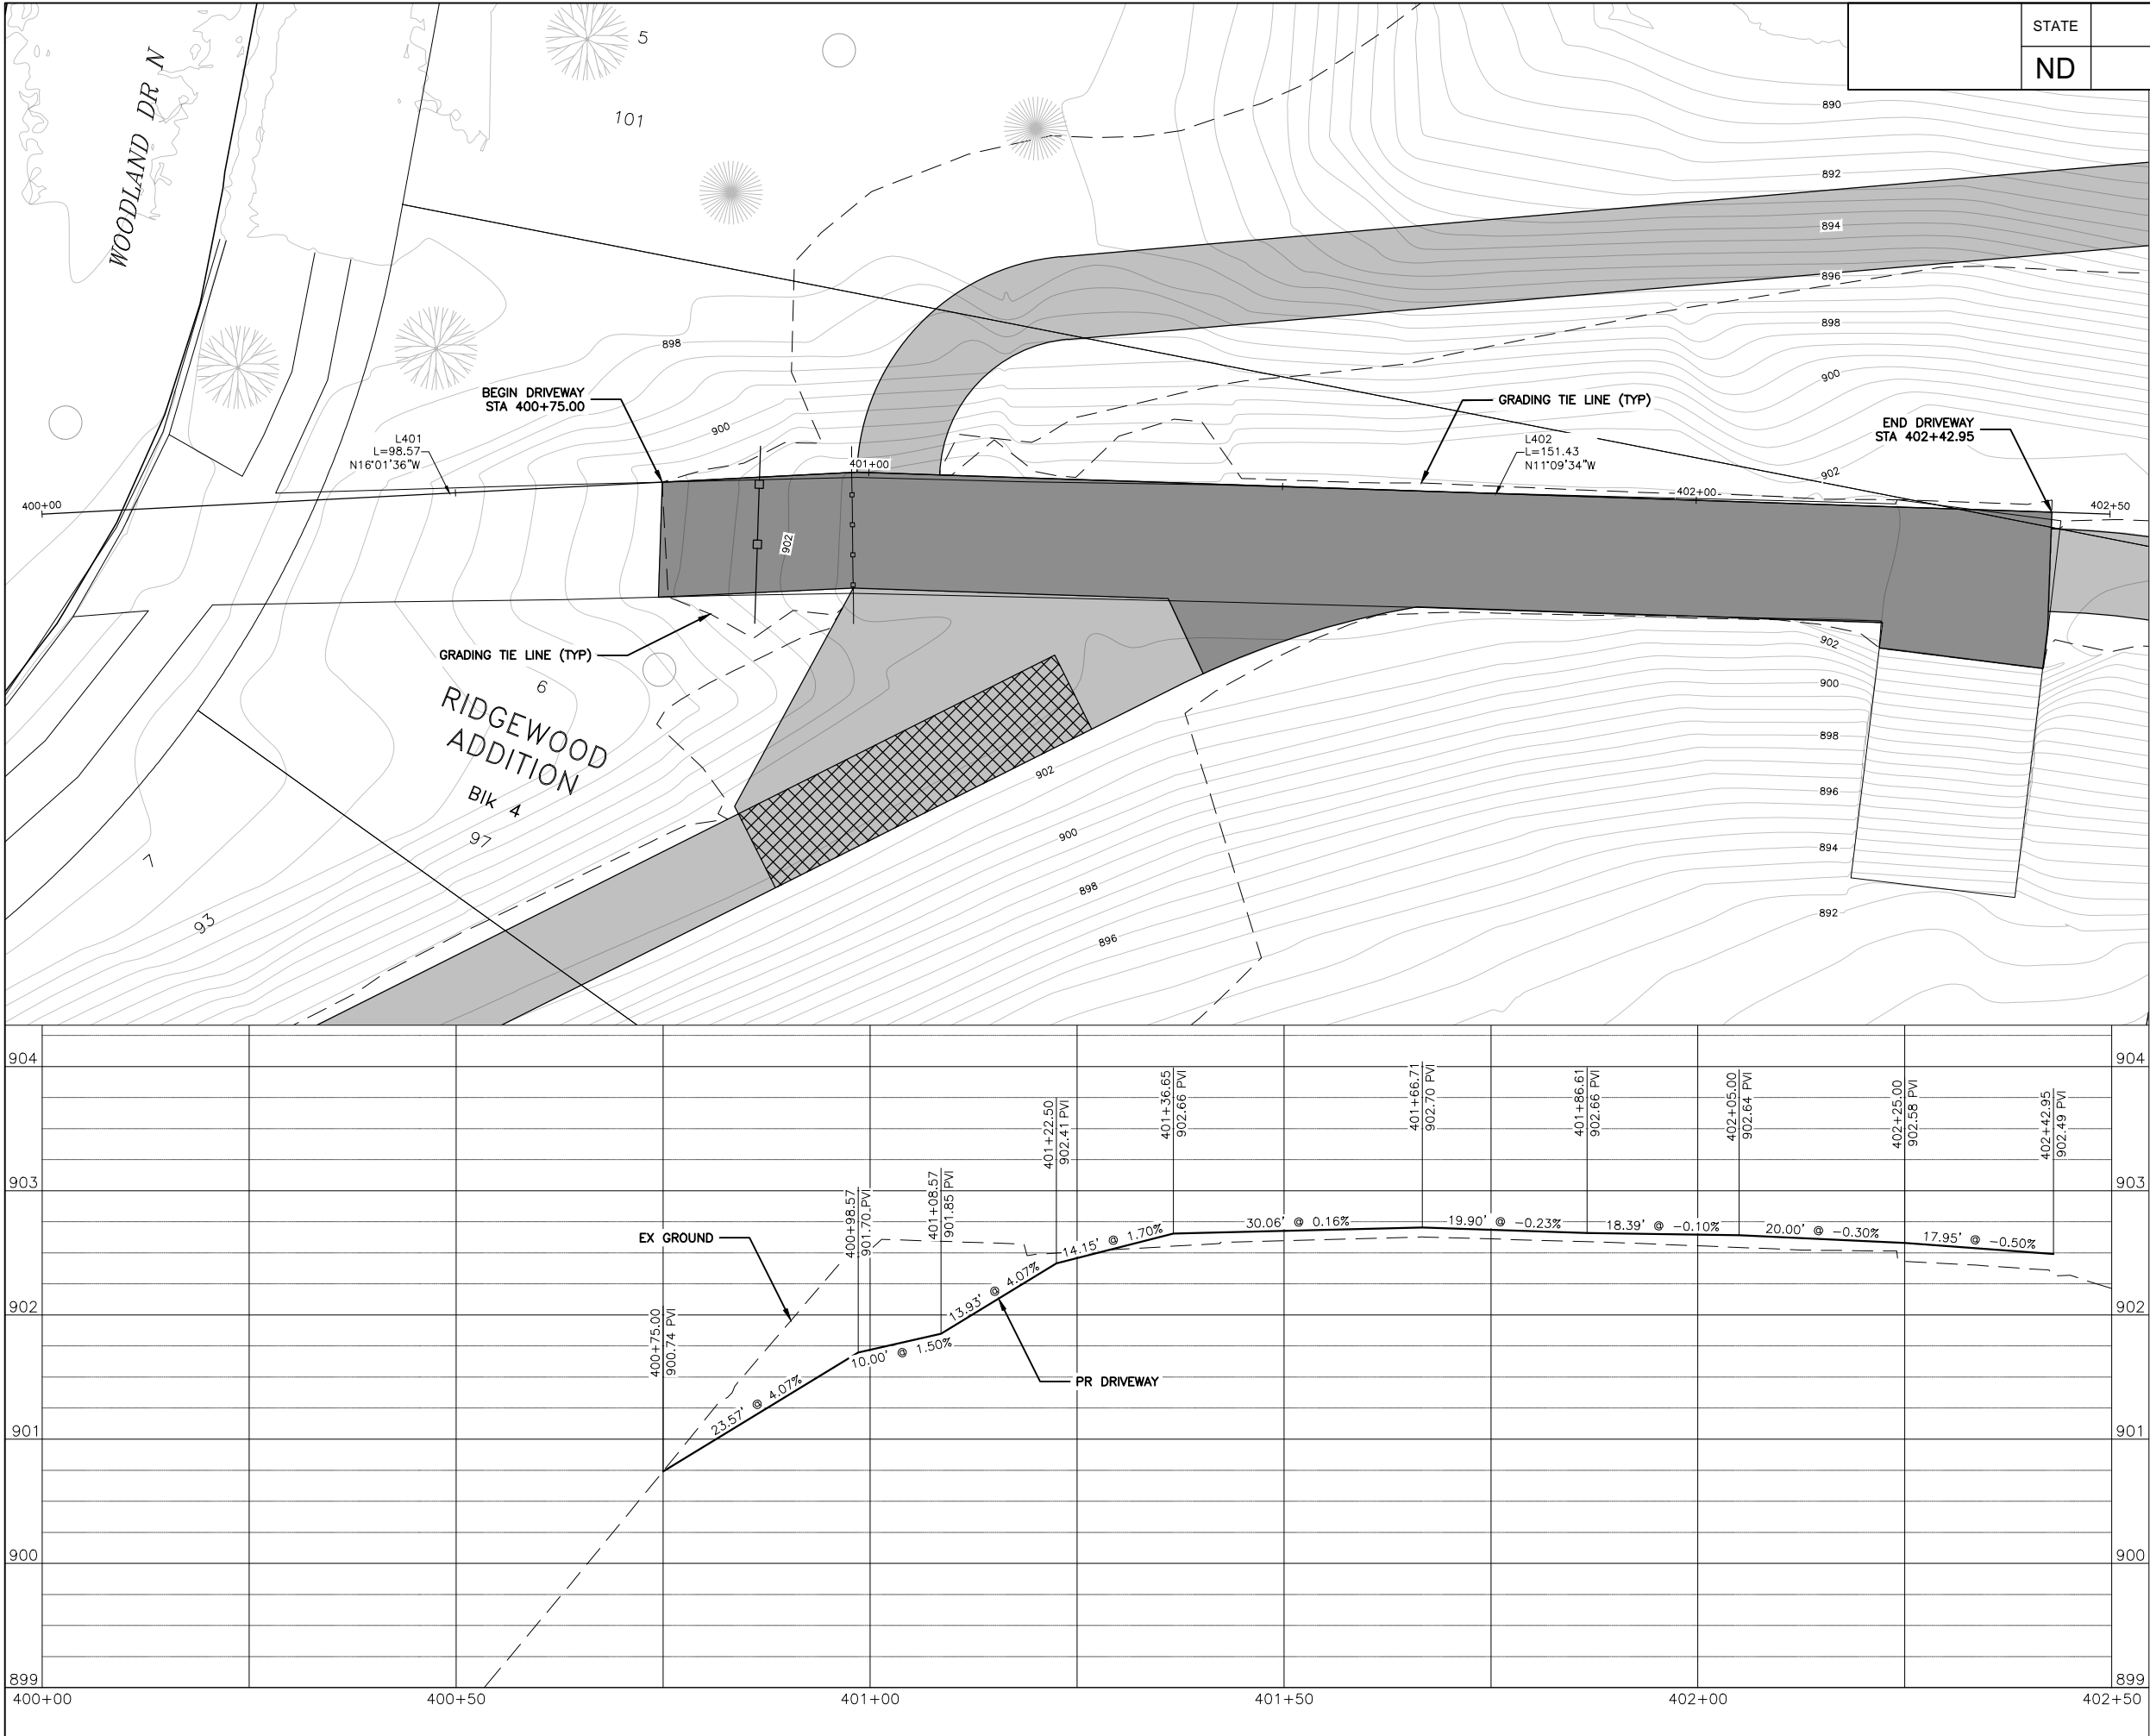 STATE
ND
WOODLAND DR N
5
101
890
892
894
896
898
900
902
898
900
BEGIN DRIVEWAY
STA 400+75.00
L401
L=98.57
N16°01'36"W
400+00
401+00
GRADING TIE LINE (TYP)
L402
L=151.43
N11°09'34"W
END DRIVEWAY
STA 402+42.95
402+00
402+50
902
GRADING TIE LINE (TYP)
6
RIDGEWOOD
ADDITION
Blk 4
97
7
93
902
900
898
896
902
900
898
896
894
892
904
903
902
901
900
899
904
903
902
901
900
899
EX GROUND
PR DRIVEWAY
400+75.00
900.74 PVI
400+98.57
901.70 PVI
401+08.57
901.85 PVI
401+22.50
902.41 PVI
401+36.65
902.66 PVI
401+66.71
902.70 PVI
401+86.61
902.66 PVI
402+05.00
902.64 PVI
402+25.00
902.58 PVI
402+42.95
902.49 PVI
23.57' @ 4.07%
10.00' @ 1.50%
13.93' @ 4.07%
14.15' @ 1.70%
30.06' @ 0.16%
19.90' @ -0.23%
18.39' @ -0.10%
20.00' @ -0.30%
17.95' @ -0.50%
400+00
400+50
401+00
401+50
402+00
402+50